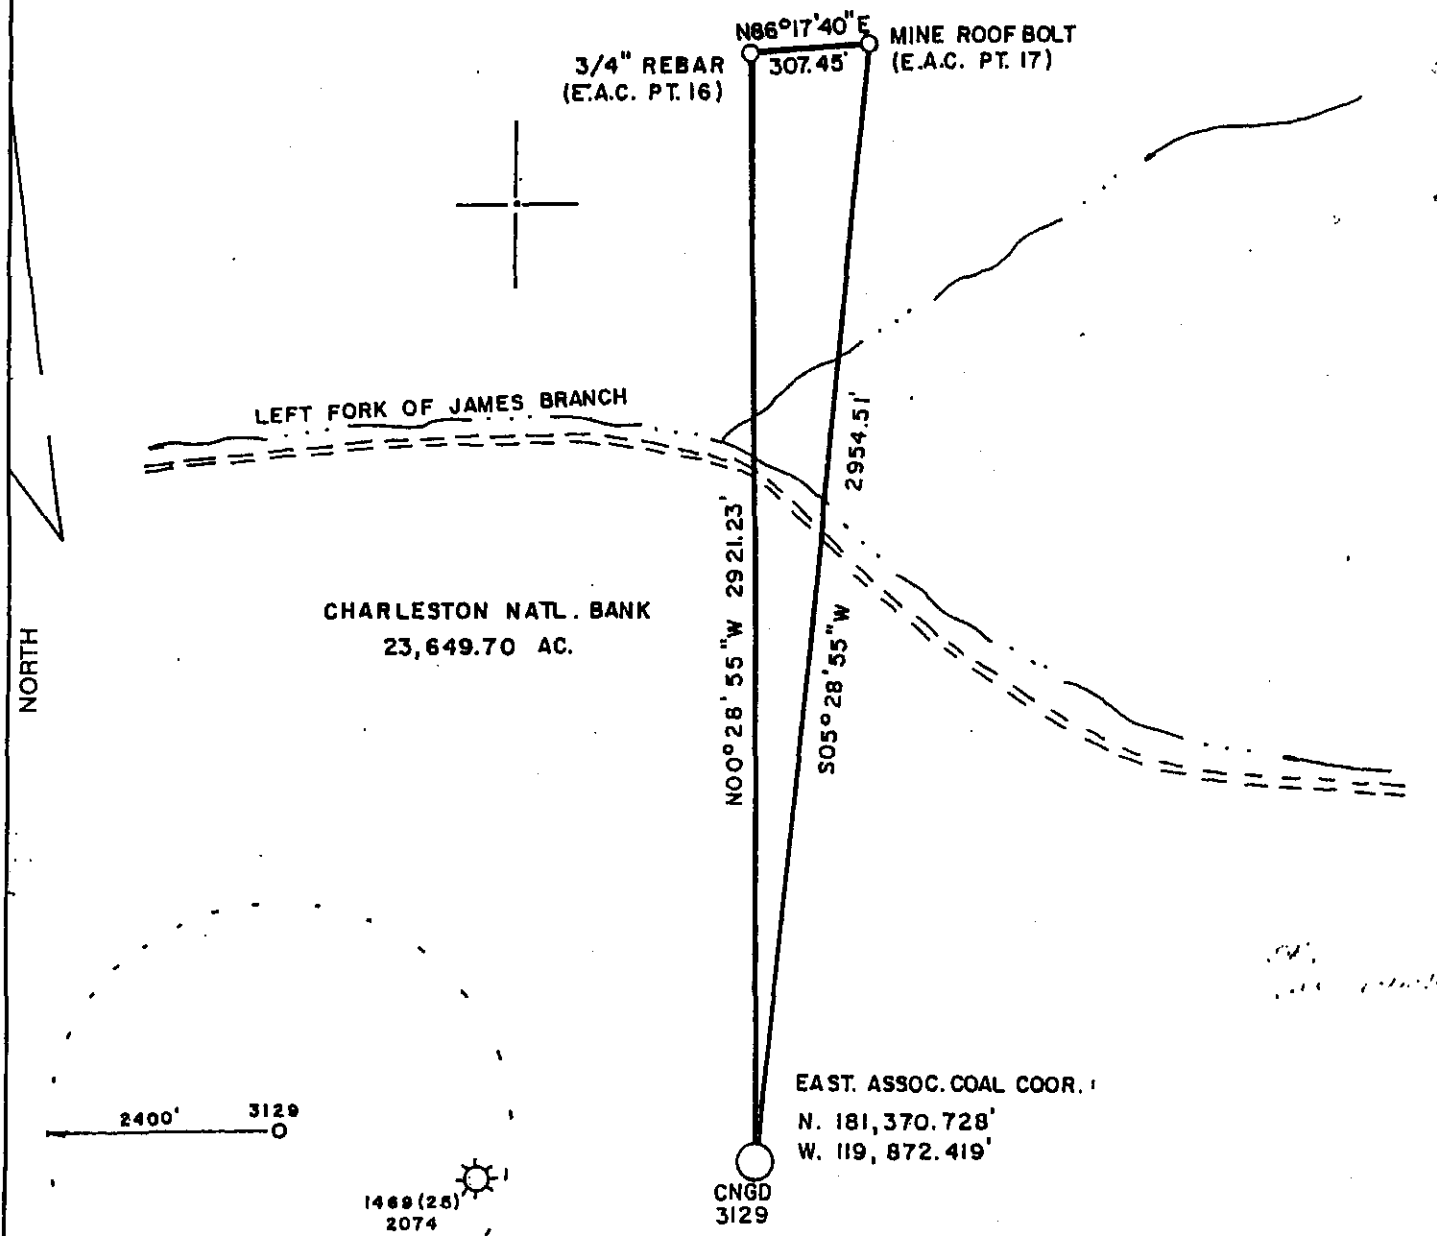 N86°17'40"E
307.45'
3/4" REBAR
(E.A.C. PT. 16)
MINE ROOF BOLT
(E.A.C. PT. 17)
LEFT FORK OF JAMES BRANCH
2954.51'
N00°28'55"W 2921.23'
S05°28'55"W
CHARLESTON NATL. BANK
23,649.70 AC.
NORTH
EAST. ASSOC. COAL COOR.
N. 181,370.728'
W. 119,872.419'
2400'
3129
1469(25)
2074
CNGD
3129